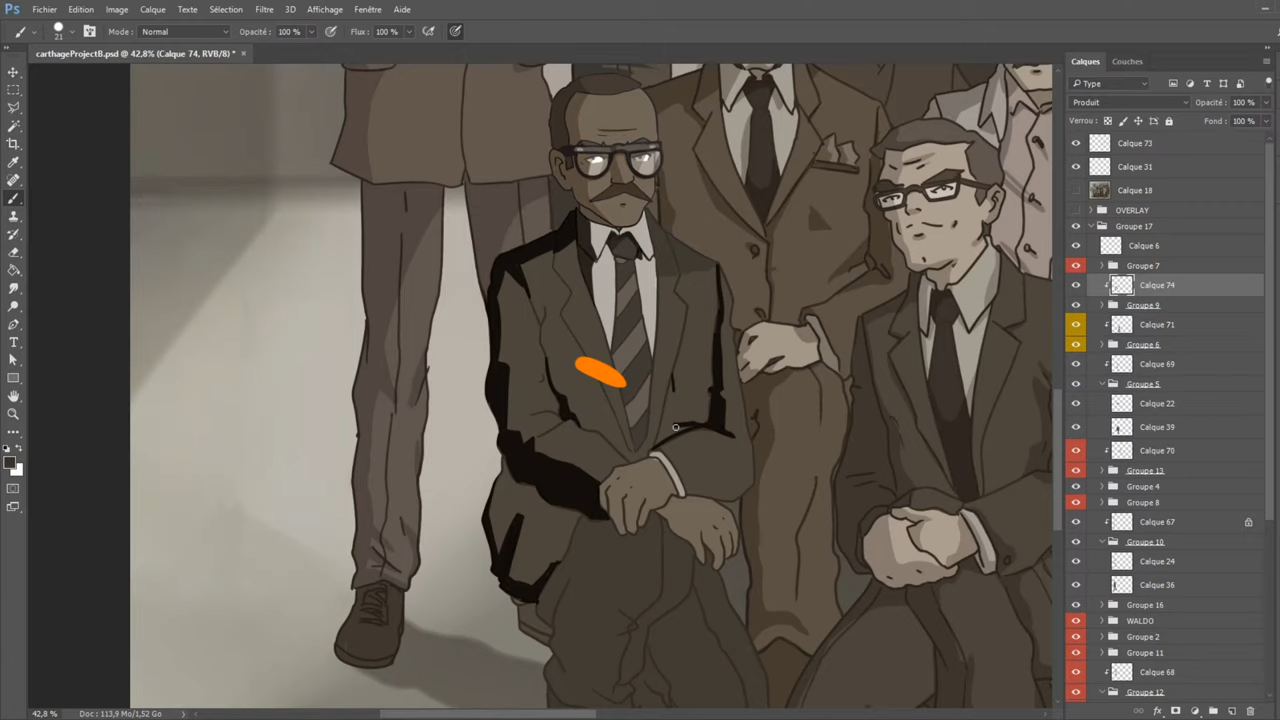 Ps Fichier Edition Image Calque Texte Sélection Filtre 3D Affichage Fenêtre Aide
21 Mode : Normal Opacité : 100 % Flux : 100 %
carthageProjectB.psd @ 42,8% (Calque 74, RVB/8) * ×
Calques Couches
Type
Produit Opacité : 100 %
Verrou : Fond : 100 %
Calque 73
Calque 31
Calque 18
OVERLAY
Groupe 17
Calque 6
Groupe 7
Calque 74
Groupe 9
Calque 71
Groupe 6
Calque 69
Groupe 5
Calque 22
Calque 39
Calque 70
Groupe 13
Groupe 4
Groupe 8
Calque 67
Groupe 10
Calque 24
Calque 36
Groupe 16
WALDO
Groupe 2
Groupe 11
Calque 68
Groupe 12
42,8 % Doc : 113,9 Mo/1,52 Go